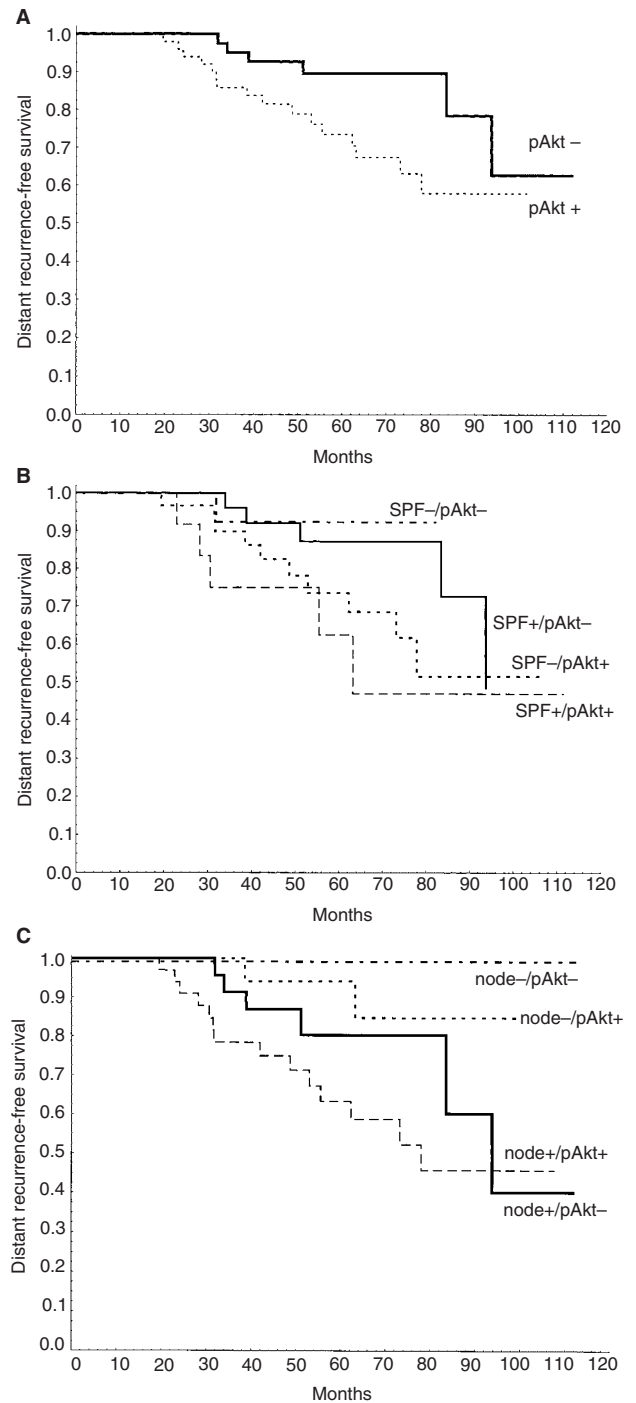 A
Distant recurrence-free survival
1.0
0.9
0.8
0.7
0.6
0.5
0.4
0.3
0.2
0.1
0.0
pAkt –
pAkt +
0 10 20 30 40 50 60 70 80 90 100 110 120
Months
B
Distant recurrence-free survival
1.0
0.9
0.8
0.7
0.6
0.5
0.4
0.3
0.2
0.1
0.0
SPF–/pAkt–
SPF+/pAkt–
SPF–/pAkt+
SPF+/pAkt+
0 10 20 30 40 50 60 70 80 90 100 110 120
Months
C
Distant recurrence-free survival
1.0
0.9
0.8
0.7
0.6
0.5
0.4
0.3
0.2
0.1
0.0
node–/pAkt–
node–/pAkt+
node+/pAkt+
node+/pAkt–
0 10 20 30 40 50 60 70 80 90 100 110 120
Months